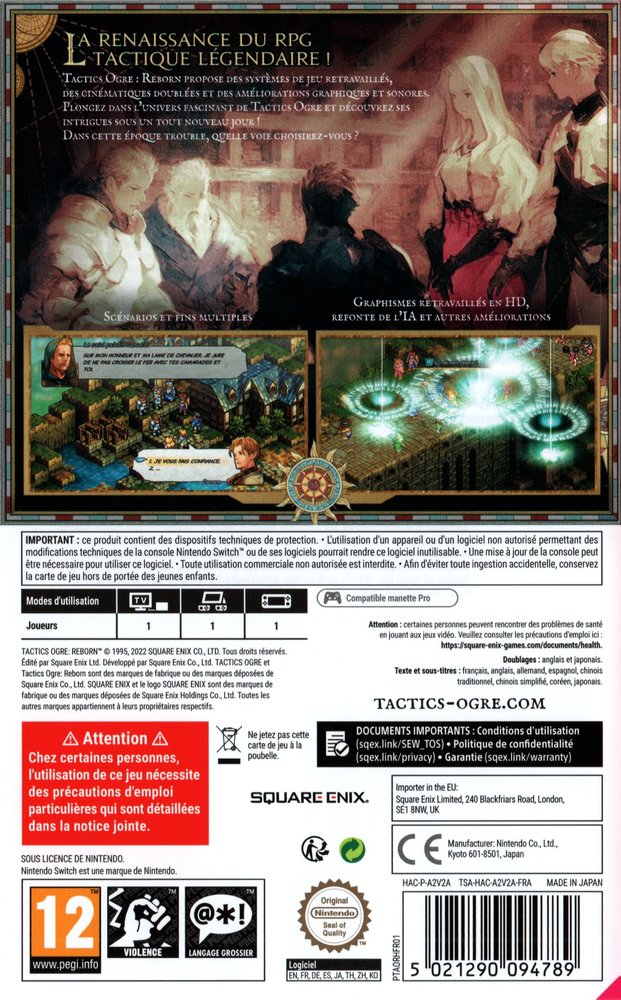 La renaissance du RPG
tactique légendaire !
Tactics Ogre : Reborn propose des systèmes de jeu retravaillés,
des cinématiques doublées et des améliorations graphiques et sonores.
Plongez dans l'univers fascinant de Tactics Ogre et découvrez ses
intrigues sous un tout nouveau jour !
Dans cette époque trouble, quelle voie choisirez-vous ?
Scénarios et fins multiples
Graphismes retravaillés en HD,
refonte de l'IA et autres améliorations
SUR MON HONNEUR ET MA LAME DE CHEVALIER, JE JURE
DE NE PAS CROISER LE FER AVEC TES CAMARADES ET
TOI.
1. JE VOUS FAIS CONFIANCE.
2. ...
IMPORTANT : ce produit contient des dispositifs techniques de protection. • L'utilisation d'un appareil ou d'un logiciel non autorisé permettant des
modifications techniques de la console Nintendo Switch™ ou de ses logiciels pourrait rendre ce logiciel inutilisable. • Une mise à jour de la console peut
être nécessaire pour utiliser ce logiciel. • Toute utilisation commerciale non autorisée est interdite. • Afin d'éviter toute ingestion accidentelle, conservez
la carte de jeu hors de portée des jeunes enfants.
Modes d'utilisation TV
Joueurs 1 1 1
Compatible manette Pro
Attention : certaines personnes peuvent rencontrer des problèmes de santé
en jouant aux jeux vidéo. Veuillez consulter les précautions d'emploi ici :
https://square-enix-games.com/documents/health.
Doublages : anglais et japonais.
Texte et sous-titres : français, anglais, allemand, espagnol, chinois
traditionnel, chinois simplifié, coréen, japonais.
TACTICS OGRE: REBORN™ © 1995, 2022 SQUARE ENIX CO., LTD. Tous droits réservés.
Édité par Square Enix Ltd. Développé par Square Enix Co., Ltd. TACTICS OGRE et
Tactics Ogre: Reborn sont des marques de fabrique ou des marques déposées de
Square Enix Co., Ltd. SQUARE ENIX et le logo SQUARE ENIX sont des marques de
fabrique ou des marques déposées de Square Enix Holdings Co., Ltd. Toutes les
autres marques appartiennent à leurs propriétaires respectifs.
TACTICS-OGRE.COM
Attention
Chez certaines personnes,
l'utilisation de ce jeu nécessite
des précautions d'emploi
particulières qui sont détaillées
dans la notice jointe.
Ne jetez pas cette
carte de jeu à la
poubelle.
DOCUMENTS IMPORTANTS : Conditions d'utilisation
(sqex.link/SEW_TOS) • Politique de confidentialité
(sqex.link/privacy) • Garantie (sqex.link/warranty)
SQUARE ENIX.
Importer in the EU:
Square Enix Limited, 240 Blackfriars Road, London,
SE1 8NW, UK
CE
Manufacturer: Nintendo Co., Ltd.,
Kyoto 601-8501, Japan
SOUS LICENCE DE NINTENDO.
Nintendo Switch est une marque de Nintendo.
HAC-P-A2V2A TSA-HAC-A2V2A-FRA MADE IN JAPAN
12
www.pegi.info
VIOLENCE
@*!
LANGAGE GROSSIER
Original
Nintendo
Seal of
Quality
Logiciel
EN, FR, DE, ES, JA, TH, ZH, KO
PTAORHFR01
5 021290 094789